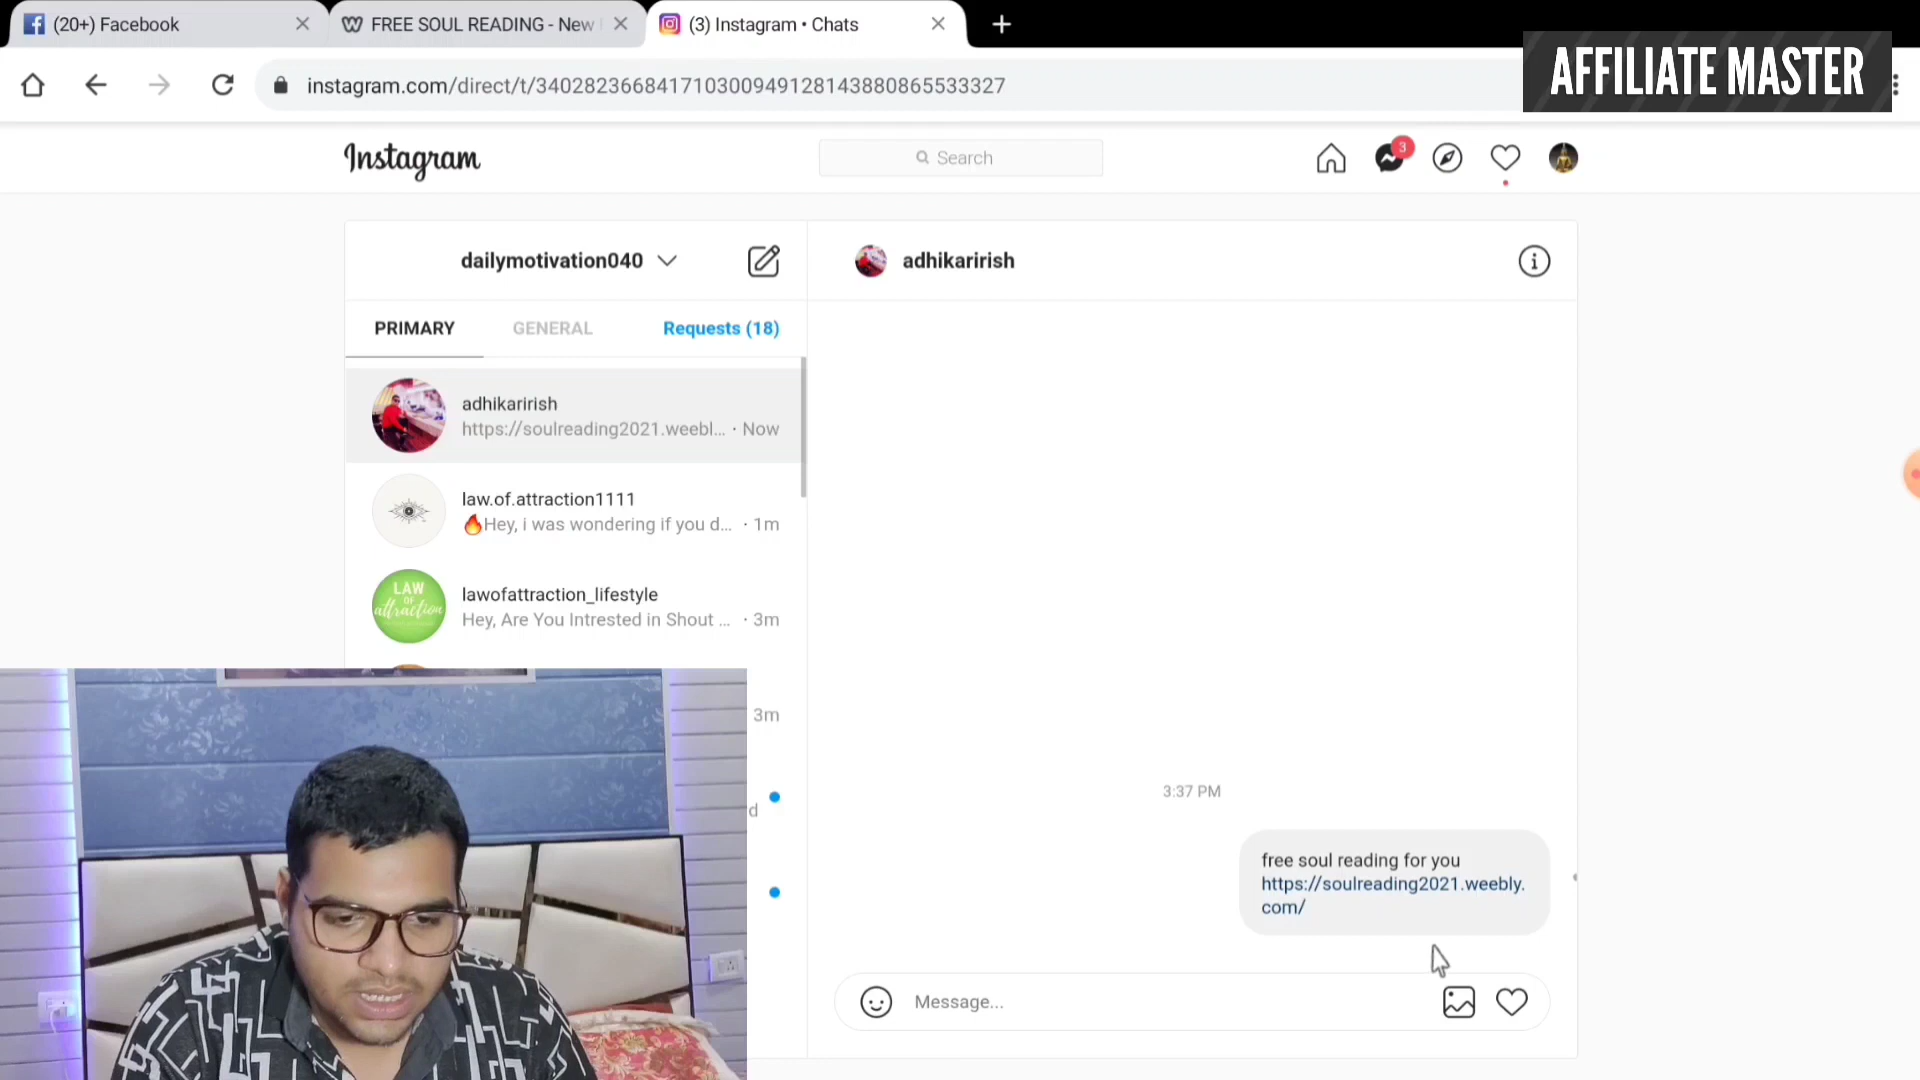 (20+) Facebook
FREE SOUL READING - New
(3) Instagram • Chats
instagram.com/direct/t/340282366841710300949128143880865533327
AFFILIATE MASTER
Instagram
Search
3
dailymotivation040
adhikarirish
PRIMARY
GENERAL
Requests (18)
adhikarirish
https://soulreading2021.weebl... · Now
law.of.attraction1111
🔥Hey, i was wondering if you d... · 1m
LAW
OF
attraction
lawofattraction_lifestyle
Hey, Are You Intrested in Shout ... · 3m
3m
d
3:37 PM
free soul reading for you
https://soulreading2021.weebly.
com/
Message...